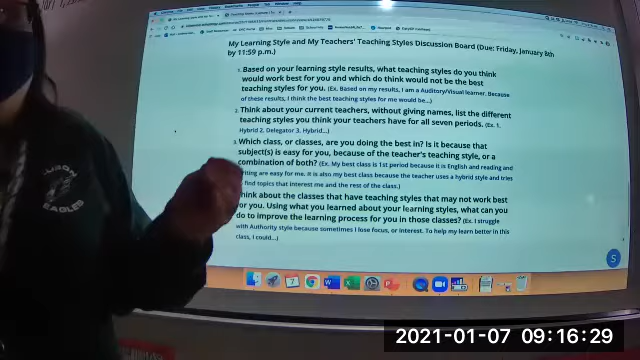 My Learning Style and My Teachers' Teaching Styles Discussion Board (Due: Friday, January 8th
by 11:59 p.m.)
1. Based on your learning style results, what teaching styles do you think
would work best for you and which do think would not be the best
teaching styles for you. (Ex. Based on my results, I am a Auditory/Visual learner. Because
of these results, I think the best teaching styles for me would be...)
2. Think about your current teachers, without giving names, list the different
teaching styles you think your teachers have for all seven periods. (Ex. 1.
Hybrid 2. Delegator 3. Hybrid...)
3. Which class, or classes, are you doing the best in? Is it because that
subject(s) is easy for you, because of the teacher's teaching style, or a
combination of both? (Ex. My best class is 1st period because it is English and reading and
writing are easy for me. It is also my best class because the teacher uses a hybrid style and tries
to find topics that interest me and the rest of the class.)
hink about the classes that have teaching styles that may not work best
or you. Using what you learned about your learning styles, what can you
do to improve the learning process for you in those classes? (Ex. I struggle
with Authority style because sometimes I lose focus, or interest. To help my learn better in this
class, I could...)
EAGLES
7
S
2021-01-07 09:16:29